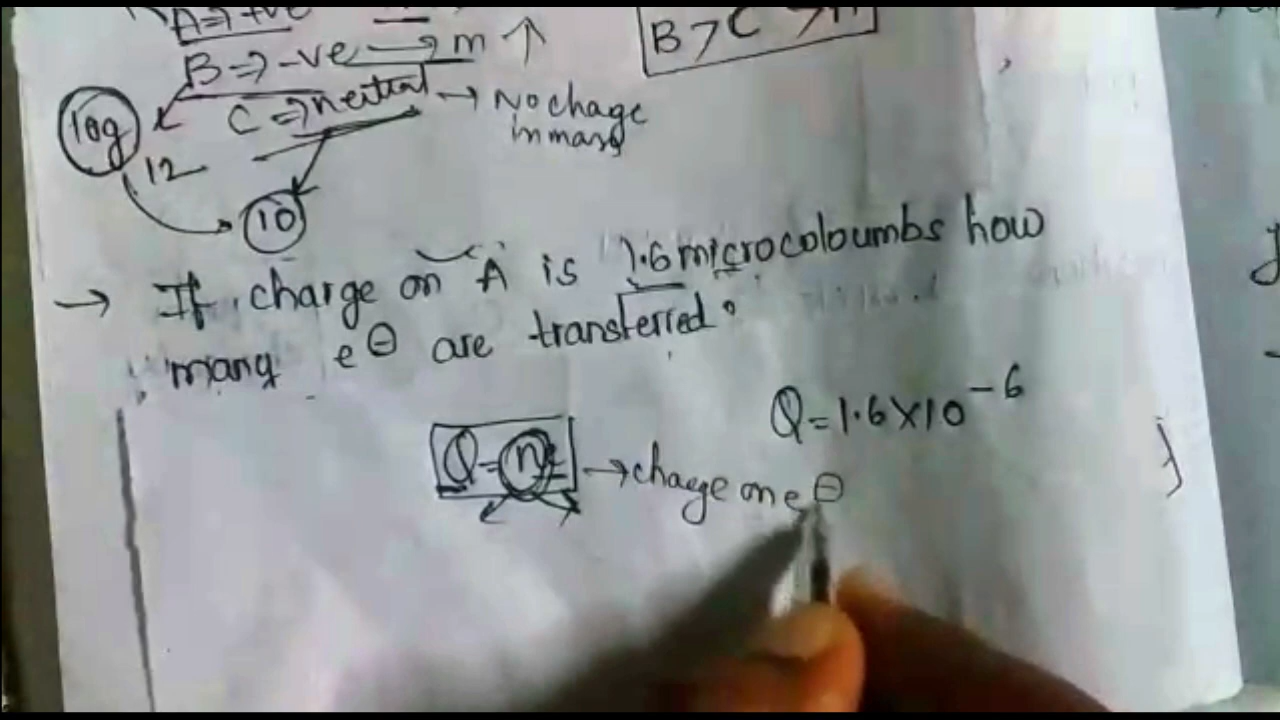 A⇒+ve
B⇒-ve → m ↑
B>C>A
10g
C⇒neutral → No chage
in mass
12
10
→ If charge on A is 1.6 microcoloumbs how
many e⊖ are transferred.
Q=1.6×10⁻⁶
Q=ne → charge on e⊖